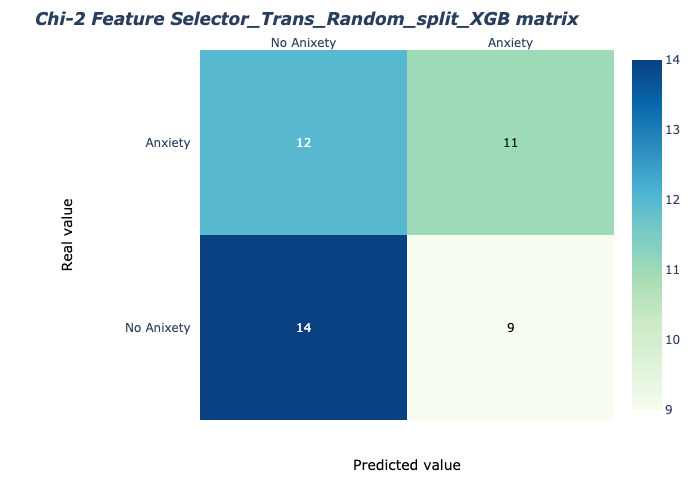 Chi-2 Feature Selector_Trans_Random_split_XGB matrix
No Anixety Anxiety
14
13
12
11
10
9
Anxiety 12 11
Real value
No Anixety 14 9
Predicted value